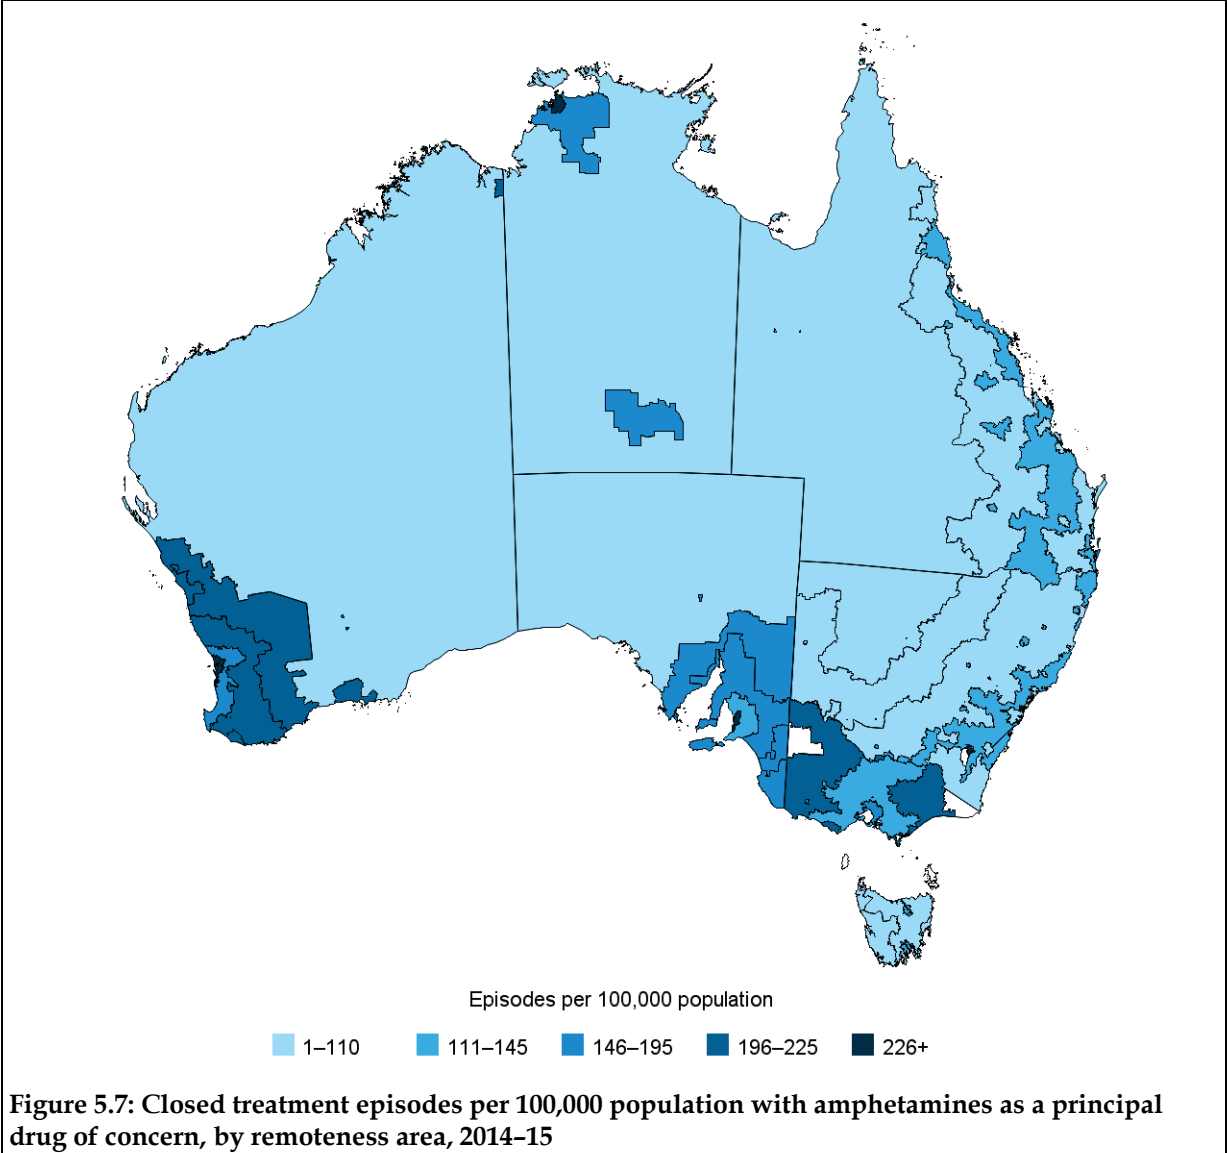 Episodes per 100,000 population
1–110
111–145
146–195
196–225
226+
Figure 5.7: Closed treatment episodes per 100,000 population with amphetamines as a principal
drug of concern, by remoteness area, 2014–15